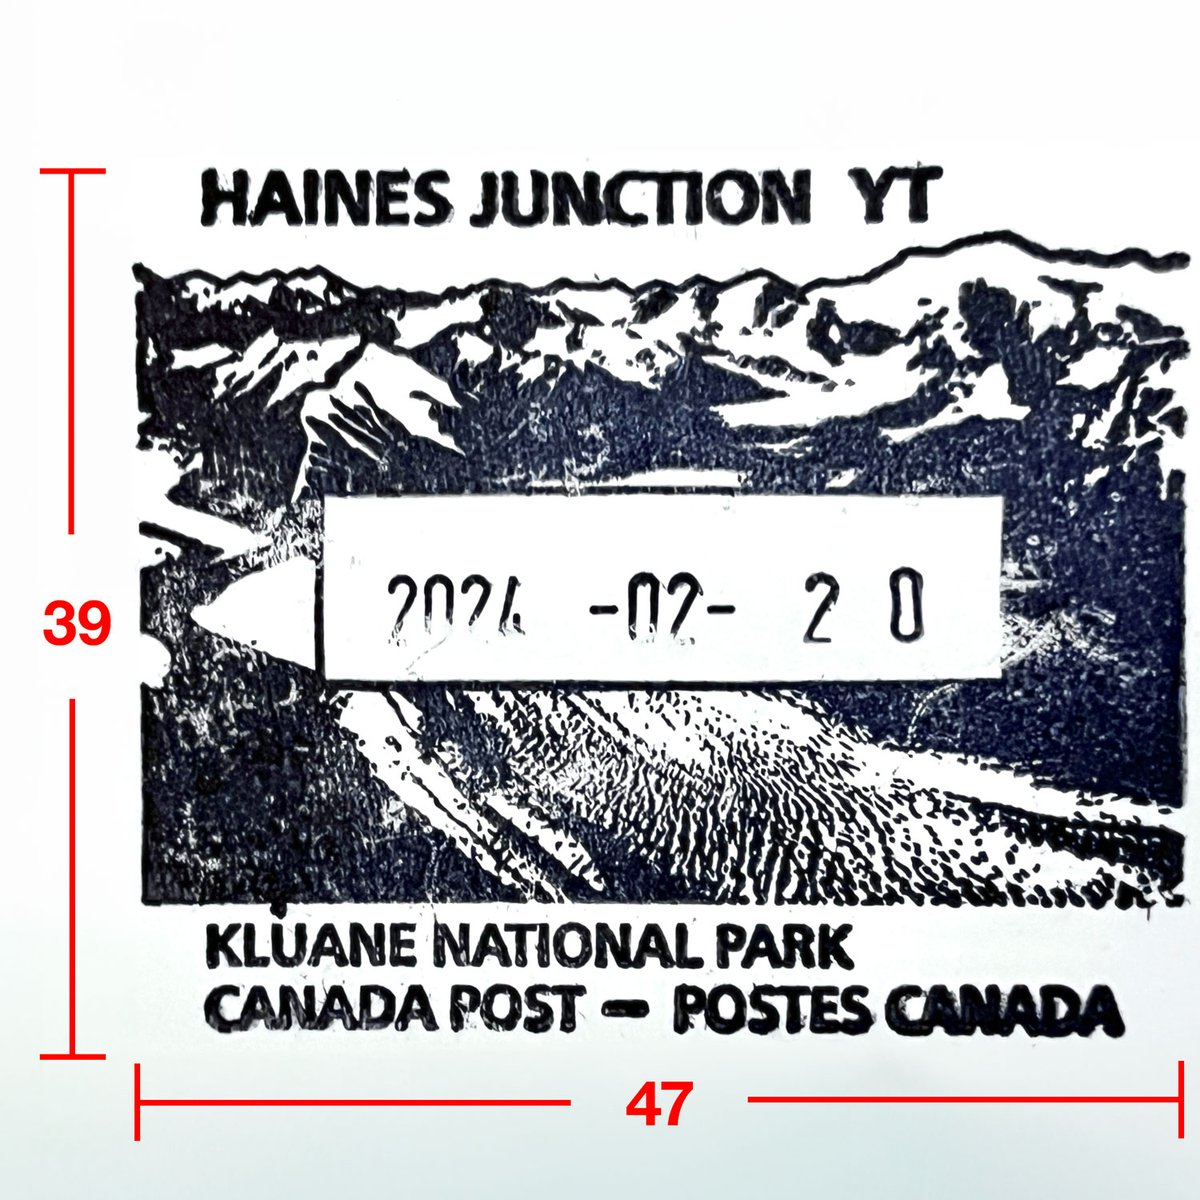 HAINES JUNCTION YT
2024 -02- 20
39
KLUANE NATIONAL PARK
CANADA POST – POSTES CANADA
47